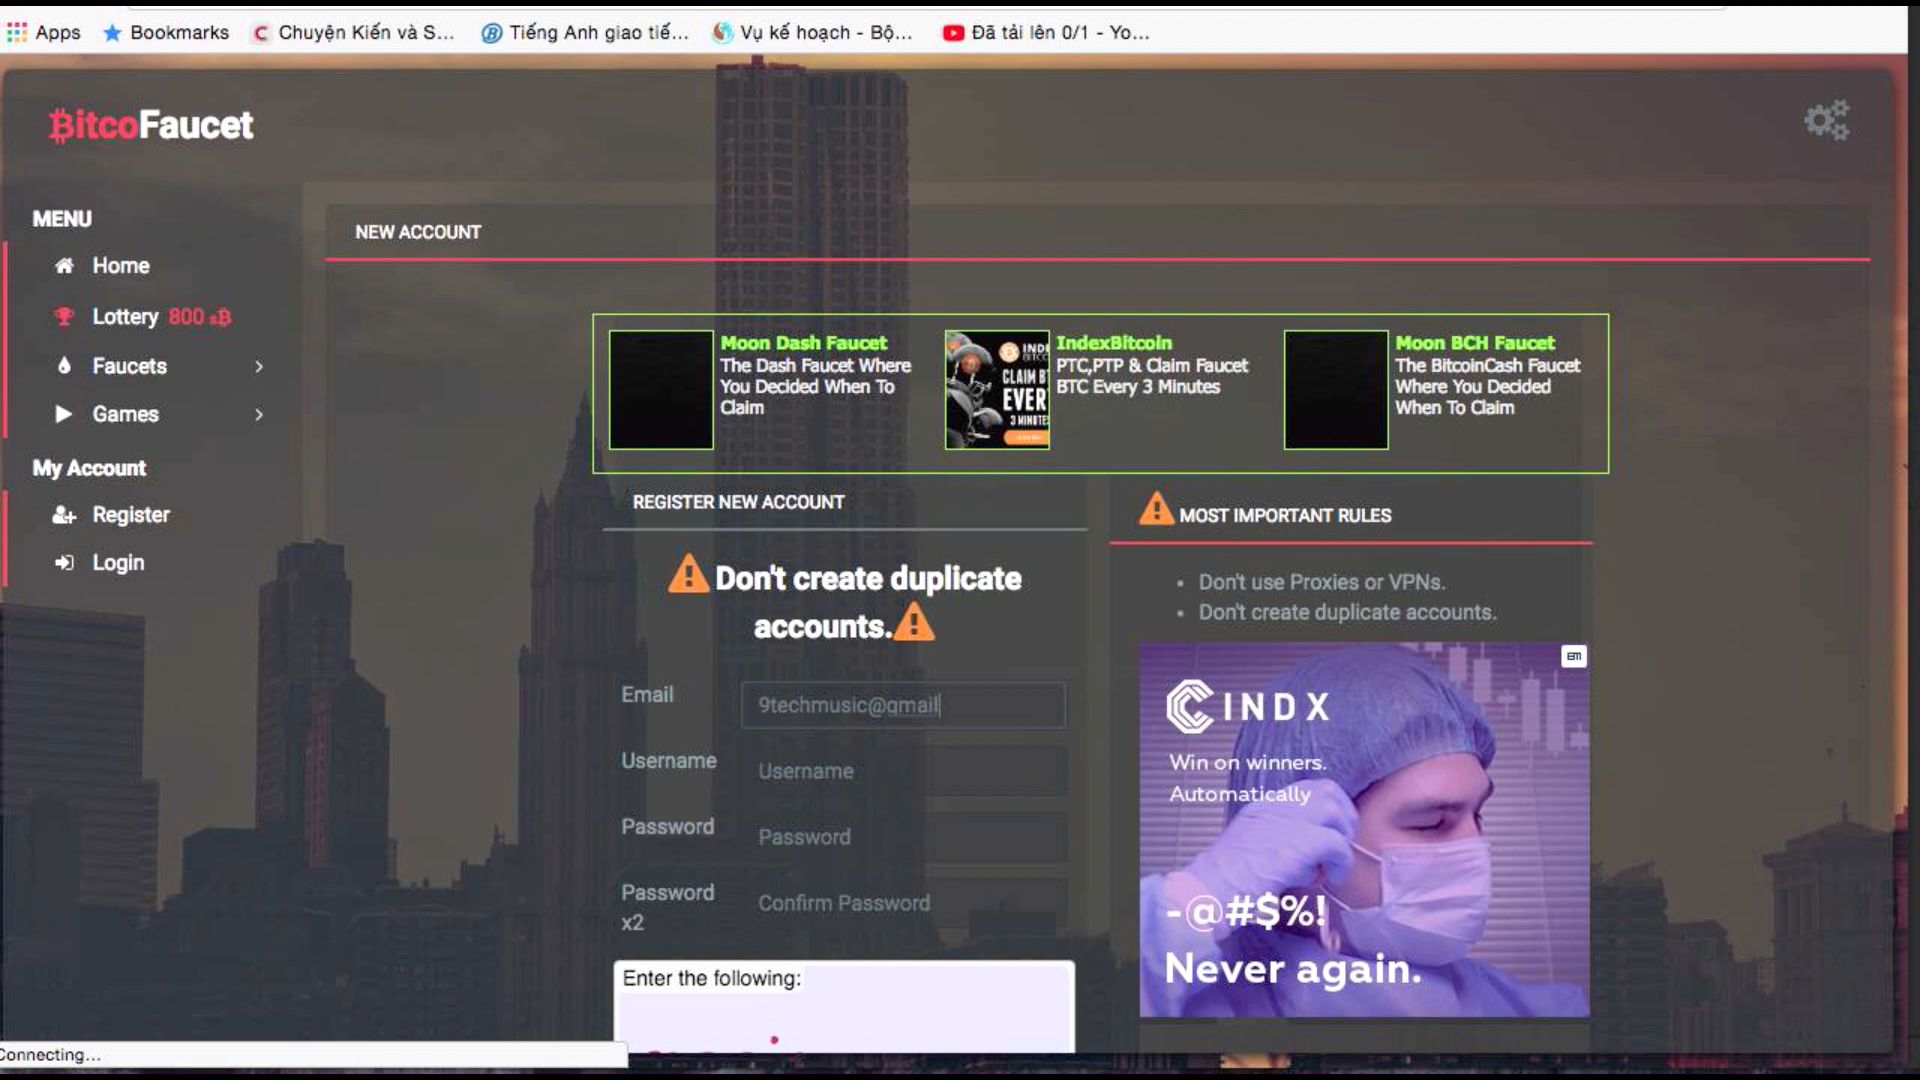 Apps Bookmarks Chuyện Kiến và S... Tiếng Anh giao tiế... Vụ kế hoạch - Bộ... Đã tải lên 0/1 - Yo...
BitcoFaucet
MENU
Home
Lottery 800
Faucets
Games
My Account
Register
Login
NEW ACCOUNT
Moon Dash Faucet
The Dash Faucet Where
You Decided When To
Claim
CLAIM B
EVER
3 MINUTES
IndexBitcoin
PTC,PTP & Claim Faucet
BTC Every 3 Minutes
Moon BCH Faucet
The BitcoinCash Faucet
Where You Decided
When To Claim
REGISTER NEW ACCOUNT
Don't create duplicate
accounts.
Email 9techmusic@gmail
Username Username
Password Password
Password Confirm Password
x2
Enter the following:
MOST IMPORTANT RULES
• Don't use Proxies or VPNs.
• Don't create duplicate accounts.
CINDX
Win on winners.
Automatically
-@#$%!
Never again.
Connecting...